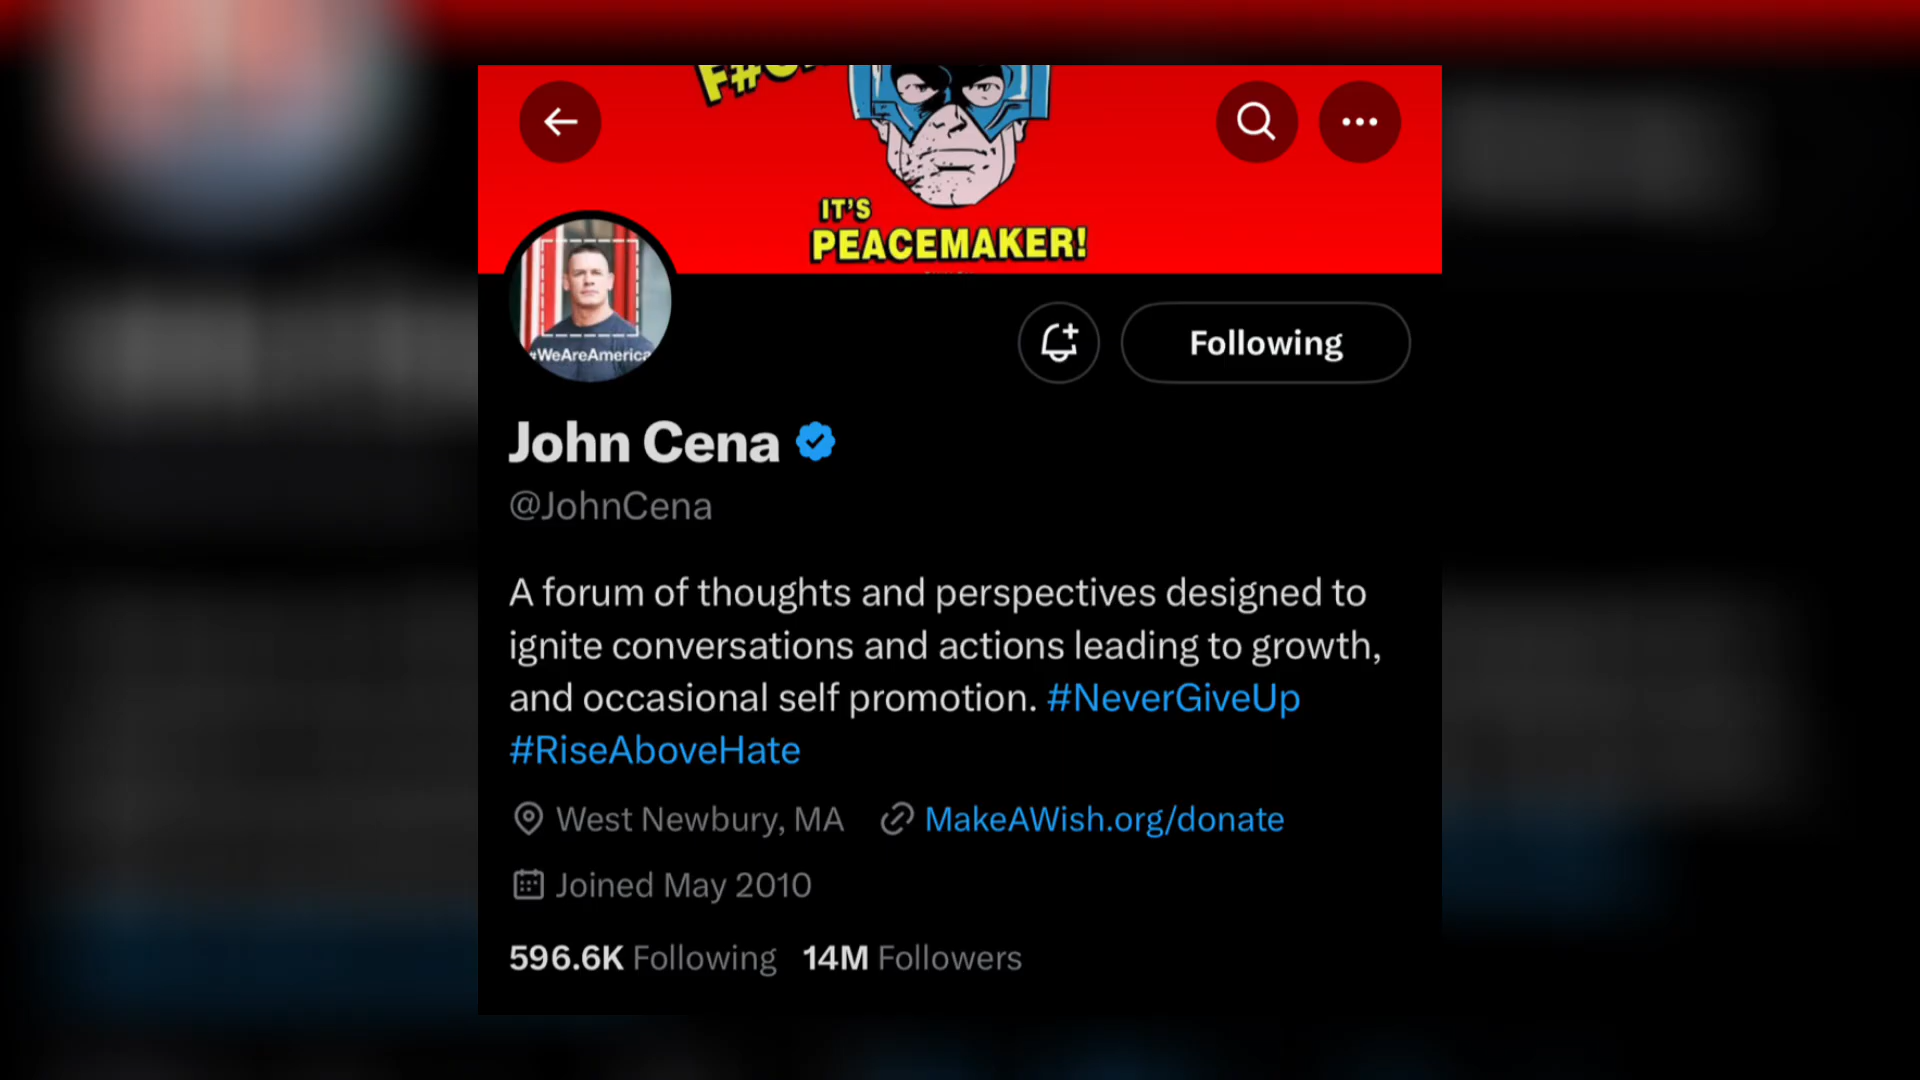 IT'S
PEACEMAKER!
#WeAreAmerica
Following
John Cena
@JohnCena
A forum of thoughts and perspectives designed to
ignite conversations and actions leading to growth,
and occasional self promotion. #NeverGiveUp
#RiseAboveHate
West Newbury, MA MakeAWish.org/donate
Joined May 2010
596.6K Following 14M Followers